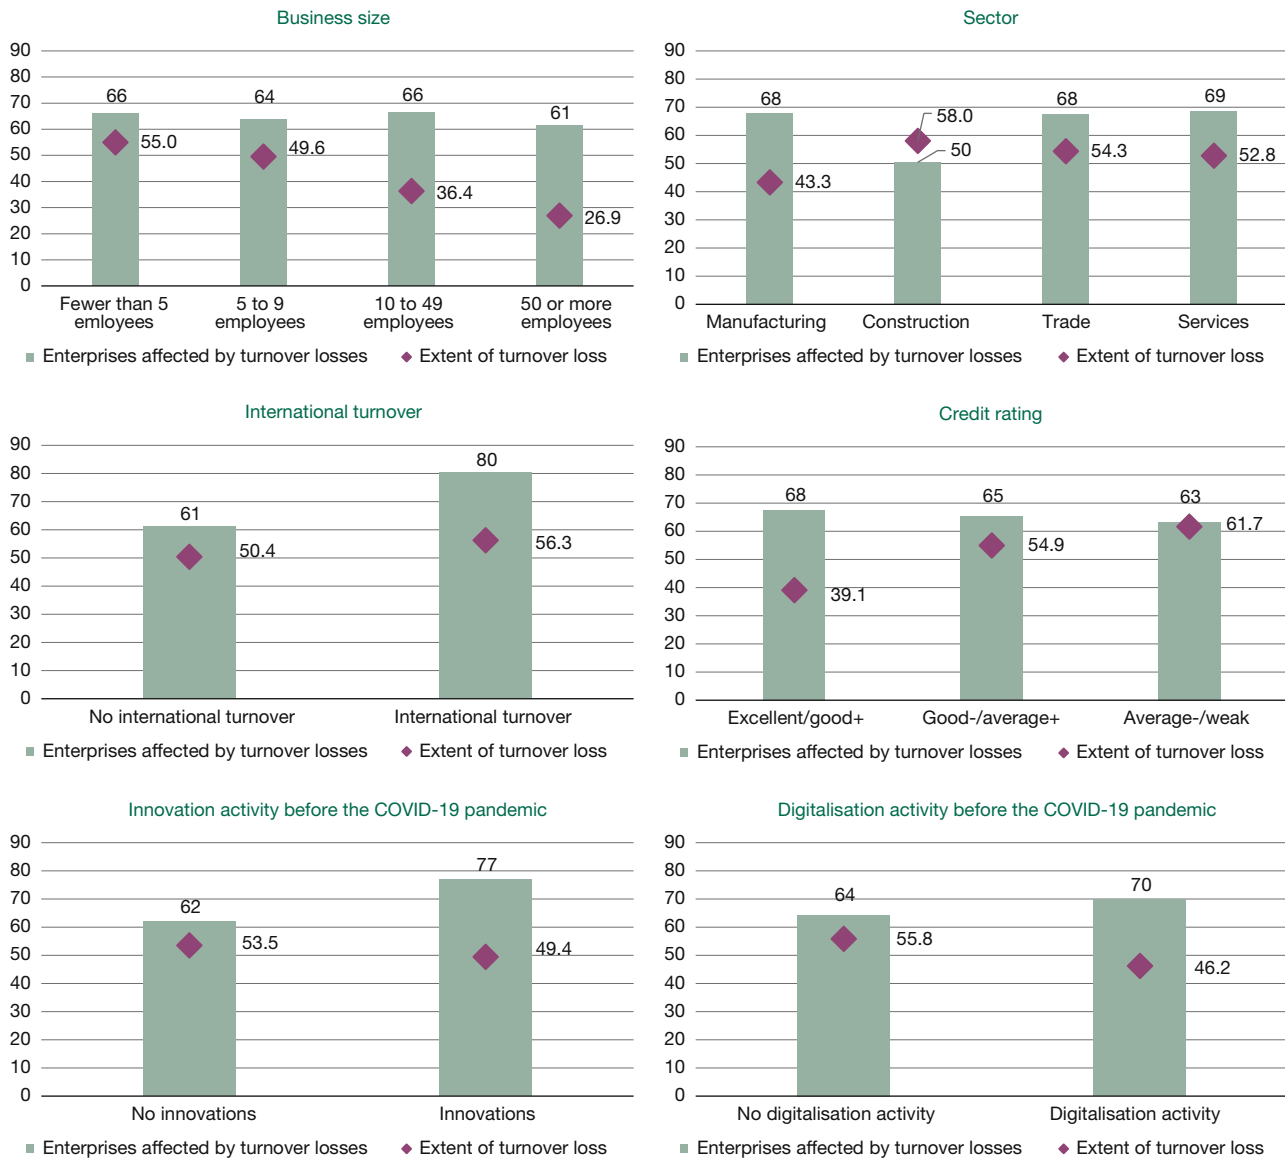 Business size
90
80
70
60
50
40
30
20
10
0
66
64
66
61
55.0
49.6
36.4
26.9
Fewer than 5
emloyees
5 to 9
employees
10 to 49
employees
50 or more
employees
Enterprises affected by turnover losses
Extent of turnover loss
Sector
90
80
70
60
50
40
30
20
10
0
68
58.0
50
68
69
43.3
54.3
52.8
Manufacturing
Construction
Trade
Services
Enterprises affected by turnover losses
Extent of turnover loss
International turnover
90
80
70
60
50
40
30
20
10
0
61
80
50.4
56.3
No international turnover
International turnover
Enterprises affected by turnover losses
Extent of turnover loss
Credit rating
90
80
70
60
50
40
30
20
10
0
68
65
63
39.1
54.9
61.7
Excellent/good+
Good-/average+
Average-/weak
Enterprises affected by turnover losses
Extent of turnover loss
Innovation activity before the COVID-19 pandemic
90
80
70
60
50
40
30
20
10
0
62
77
53.5
49.4
No innovations
Innovations
Enterprises affected by turnover losses
Extent of turnover loss
Digitalisation activity before the COVID-19 pandemic
90
80
70
60
50
40
30
20
10
0
64
70
55.8
46.2
No digitalisation activity
Digitalisation activity
Enterprises affected by turnover losses
Extent of turnover loss